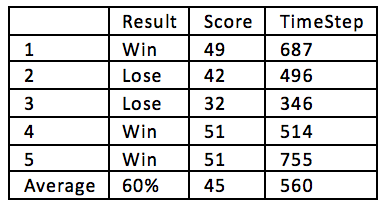 Result Score TimeStep
1 Win 49 687
2 Lose 42 496
3 Lose 32 346
4 Win 51 514
5 Win 51 755
Average 60% 45 560